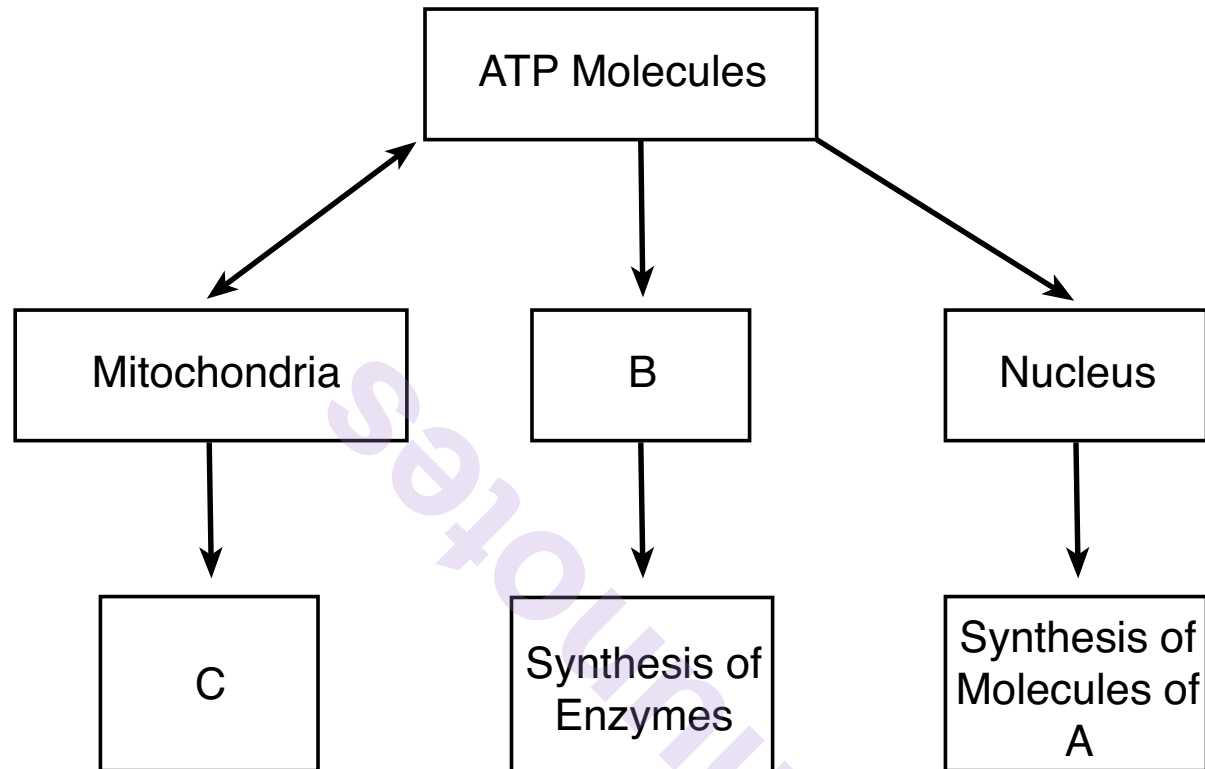 ATP Molecules
Mitochondria
B
Nucleus
C
Synthesis of
Enzymes
Synthesis of
Molecules of
A